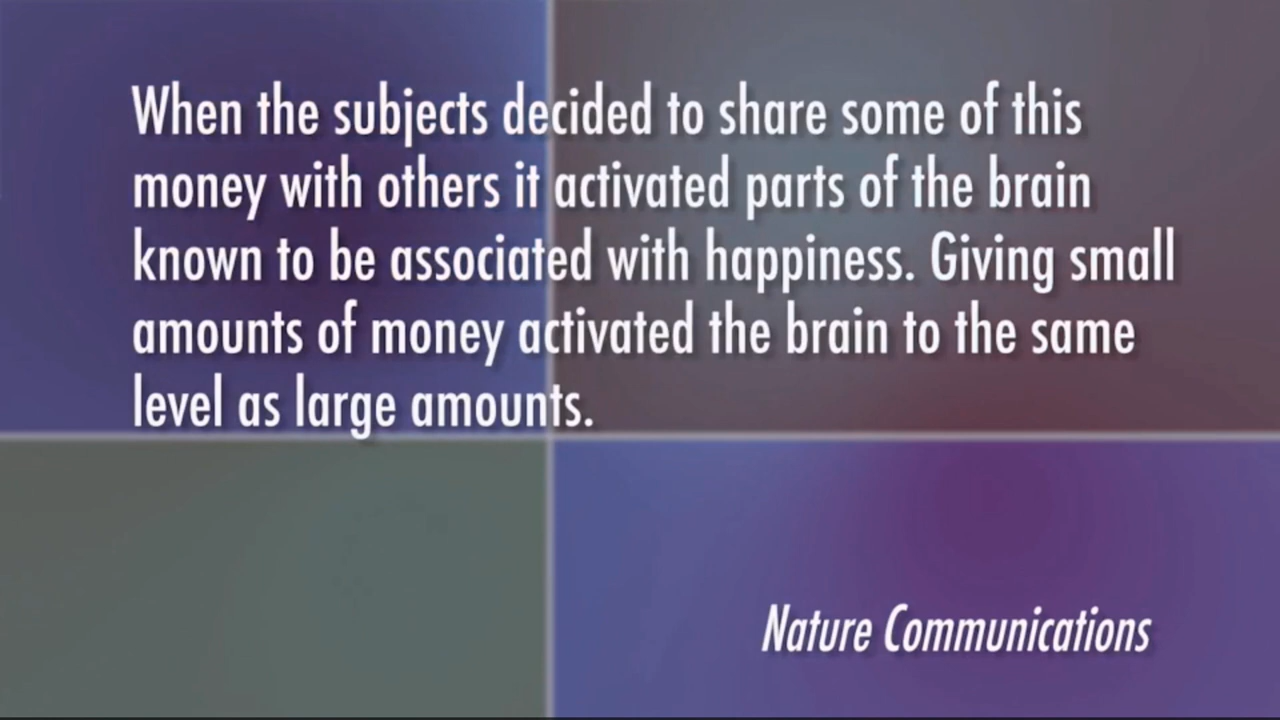 When the subjects decided to share some of this
money with others it activated parts of the brain
known to be associated with happiness. Giving small
amounts of money activated the brain to the same
level as large amounts.
Nature Communications